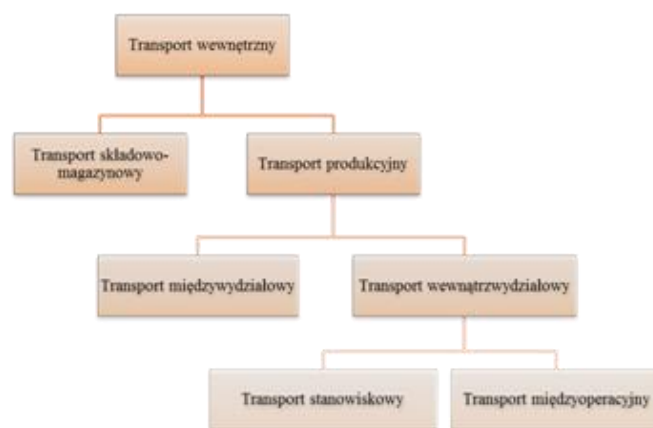 Transport wewnętrzny
Transport składowo-
magazynowy
Transport produkcyjny
Transport międzywydziałowy
Transport wewnątrzwydziałowy
Transport stanowiskowy
Transport międzyoperacyjny